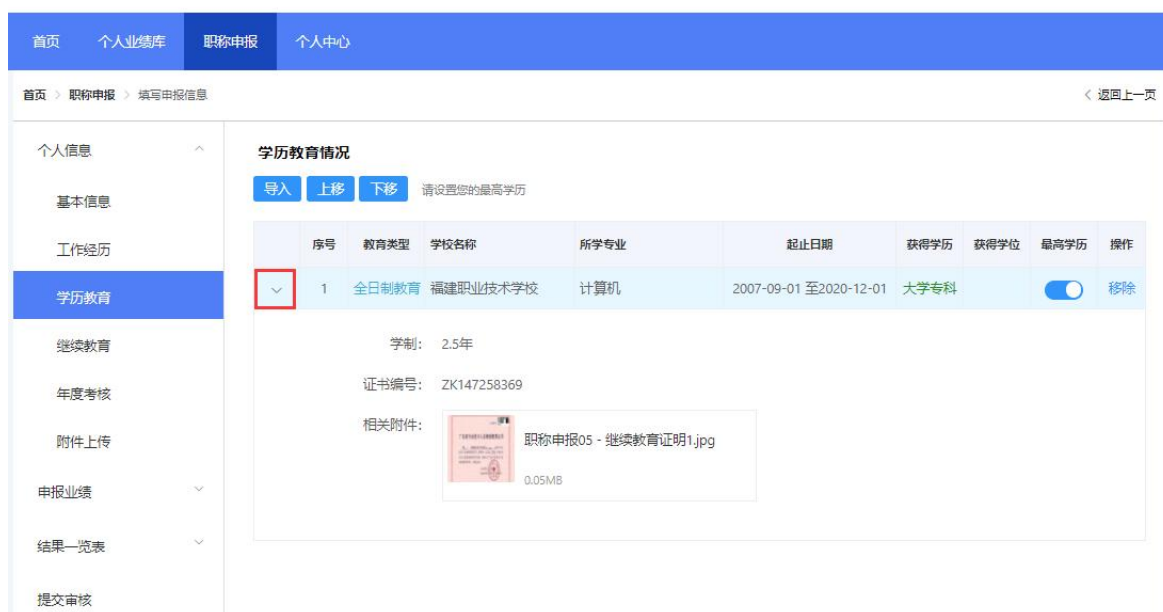 首页 个人业绩库 职称申报 个人中心
首页 > 职称申报 > 填写申报信息 < 返回上一页
个人信息
基本信息
工作经历
学历教育
继续教育
年度考核
附件上传
申报业绩
结果一览表
提交审核
学历教育情况
导入 上移 下移 请设置您的最高学历
序号 教育类型 学校名称 所学专业 起止日期 获得学历 获得学位 最高学历 操作
1 全日制教育 福建职业技术学校 计算机 2007-09-01 至2020-12-01 大学专科 移除
学制: 2.5年
证书编号: ZK147258369
相关附件:
职称申报05 - 继续教育证明1.jpg
0.05MB